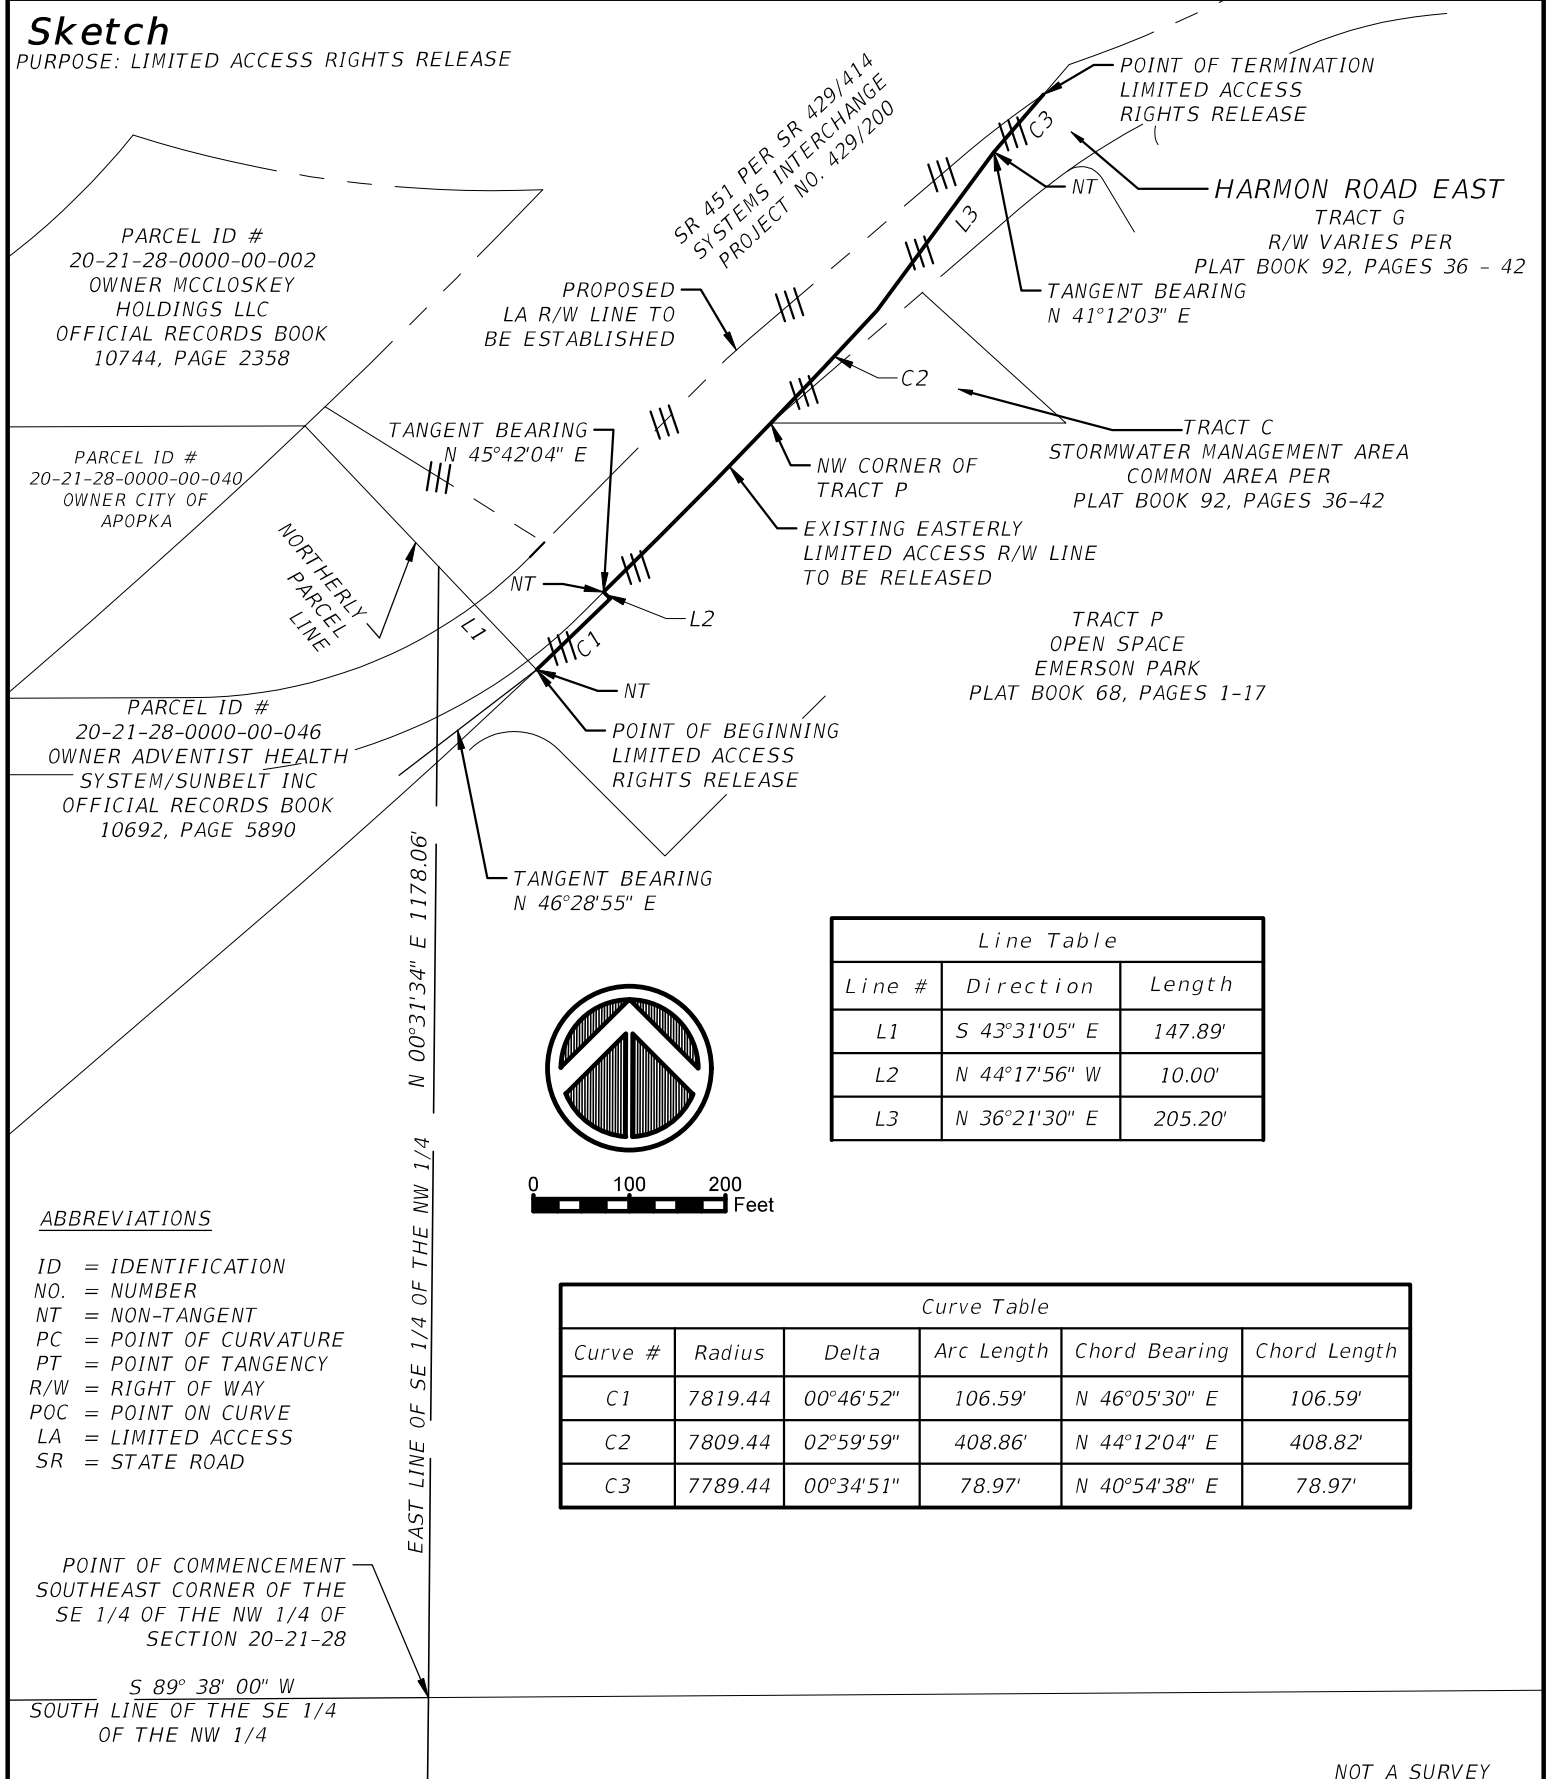 Sketch
PURPOSE: LIMITED ACCESS RIGHTS RELEASE
SR 451 PER SR 429/414
SYSTEMS INTERCHANGE
PROJECT NO. 429/200
POINT OF TERMINATION
LIMITED ACCESS
RIGHTS RELEASE
C3
NT
HARMON ROAD EAST
TRACT G
R/W VARIES PER
PLAT BOOK 92, PAGES 36 - 42
L3
TANGENT BEARING
N 41°12'03" E
PARCEL ID #
20-21-28-0000-00-002
OWNER MCCLOSKEY
HOLDINGS LLC
OFFICIAL RECORDS BOOK
10744, PAGE 2358
PROPOSED
LA R/W LINE TO
BE ESTABLISHED
C2
TANGENT BEARING
N 45°42'04" E
TRACT C
STORMWATER MANAGEMENT AREA
COMMON AREA PER
PLAT BOOK 92, PAGES 36-42
PARCEL ID #
20-21-28-0000-00-040
OWNER CITY OF
APOPKA
NW CORNER OF
TRACT P
EXISTING EASTERLY
LIMITED ACCESS R/W LINE
TO BE RELEASED
NORTHERLY
PARCEL
LINE
NT
L2
L1
C1
TRACT P
OPEN SPACE
EMERSON PARK
PLAT BOOK 68, PAGES 1-17
NT
PARCEL ID #
20-21-28-0000-00-046
OWNER ADVENTIST HEALTH
SYSTEM/SUNBELT INC
OFFICIAL RECORDS BOOK
10692, PAGE 5890
POINT OF BEGINNING
LIMITED ACCESS
RIGHTS RELEASE
TANGENT BEARING
N 46°28'55" E
N 00°31'34" E 1178.06'
EAST LINE OF SE 1/4 OF THE NW 1/4
Line Table
Line # Direction Length
L1 S 43°31'05" E 147.89'
L2 N 44°17'56" W 10.00'
L3 N 36°21'30" E 205.20'
0 100 200
Feet
ABBREVIATIONS
ID = IDENTIFICATION
NO. = NUMBER
NT = NON-TANGENT
PC = POINT OF CURVATURE
PT = POINT OF TANGENCY
R/W = RIGHT OF WAY
POC = POINT ON CURVE
LA = LIMITED ACCESS
SR = STATE ROAD
Curve Table
Curve # Radius Delta Arc Length Chord Bearing Chord Length
C1 7819.44 00°46'52" 106.59' N 46°05'30" E 106.59'
C2 7809.44 02°59'59" 408.86' N 44°12'04" E 408.82'
C3 7789.44 00°34'51" 78.97' N 40°54'38" E 78.97'
POINT OF COMMENCEMENT
SOUTHEAST CORNER OF THE
SE 1/4 OF THE NW 1/4 OF
SECTION 20-21-28
S 89° 38' 00" W
SOUTH LINE OF THE SE 1/4
OF THE NW 1/4
NOT A SURVEY